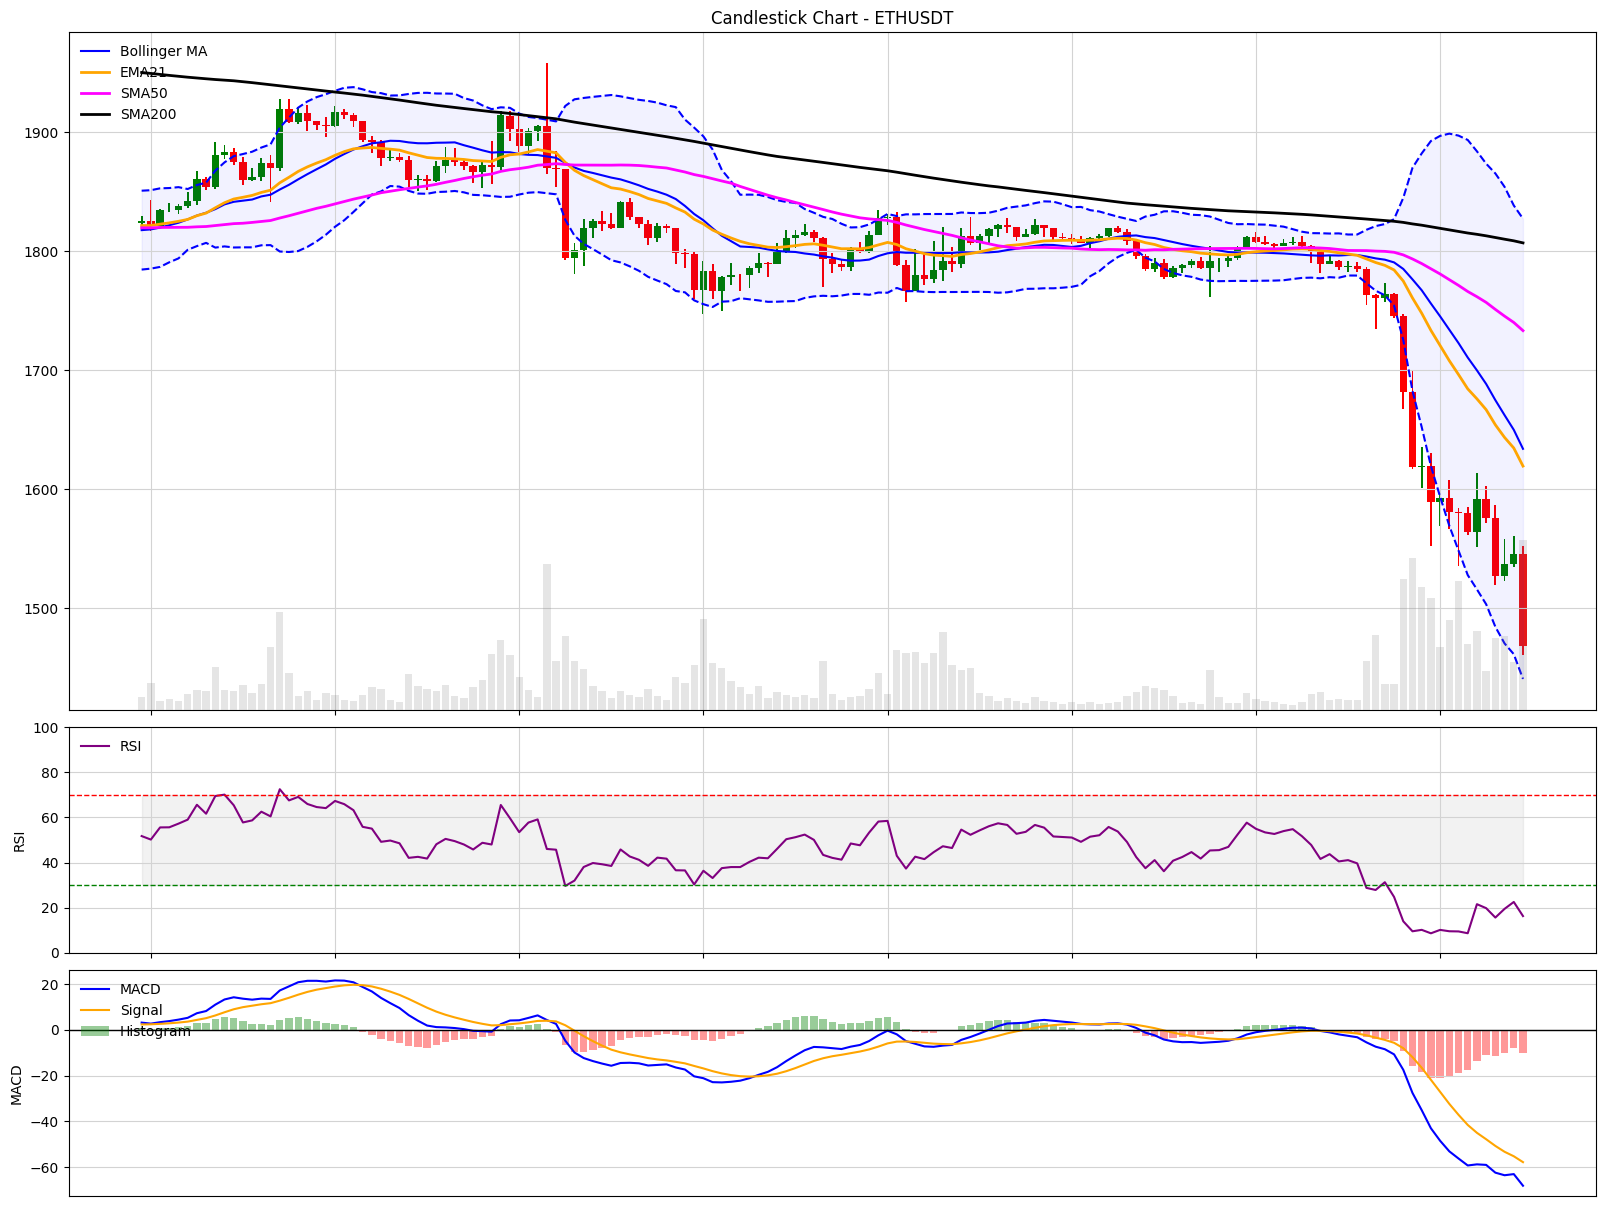 Candlestick Chart - ETHUSDT
Bollinger MA
EMA21
SMA50
SMA200
1900
1800
1700
1600
1500
RSI
100
80
60
40
20
0
RSI
MACD
Signal
Histogram
20
0
−20
−40
−60
MACD